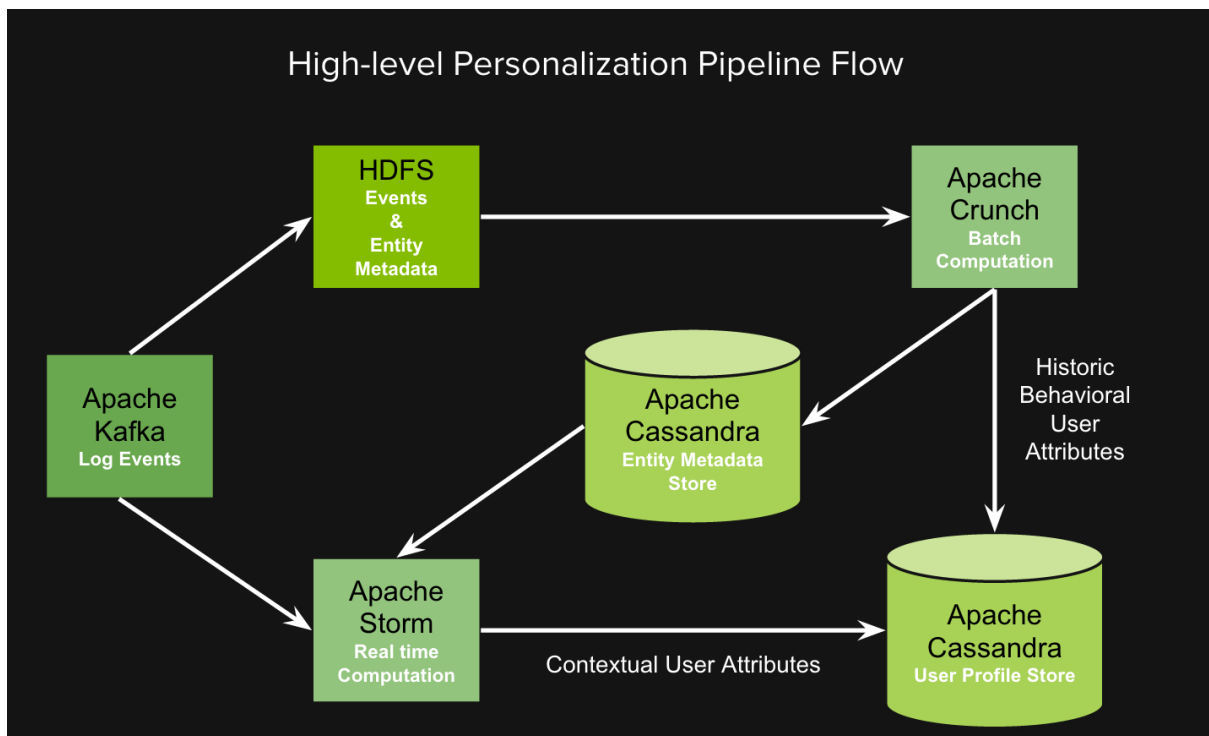 High-level Personalization Pipeline Flow
HDFS
Events
&
Entity
Metadata
Apache
Crunch
Batch
Computation
Apache
Kafka
Log Events
Apache
Cassandra
Entity Metadata
Store
Historic
Behavioral
User
Attributes
Apache
Storm
Real time
Computation
Contextual User Attributes
Apache
Cassandra
User Profile Store